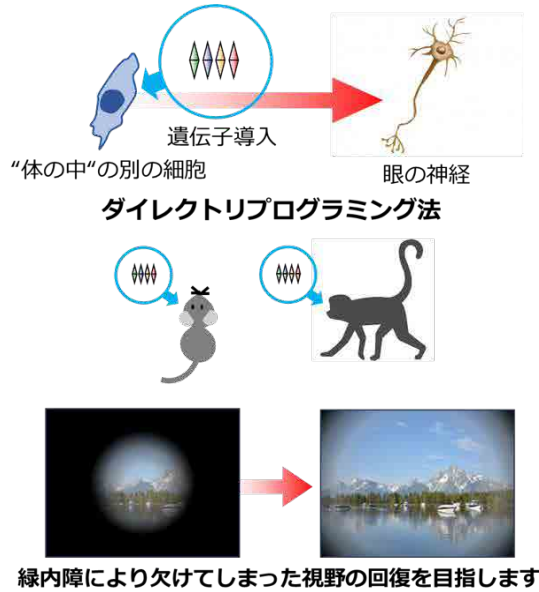 遺伝子導入
“体の中“の別の細胞
眼の神経
ダイレクトリプログラミング法
緑内障により欠けてしまった視野の回復を目指します